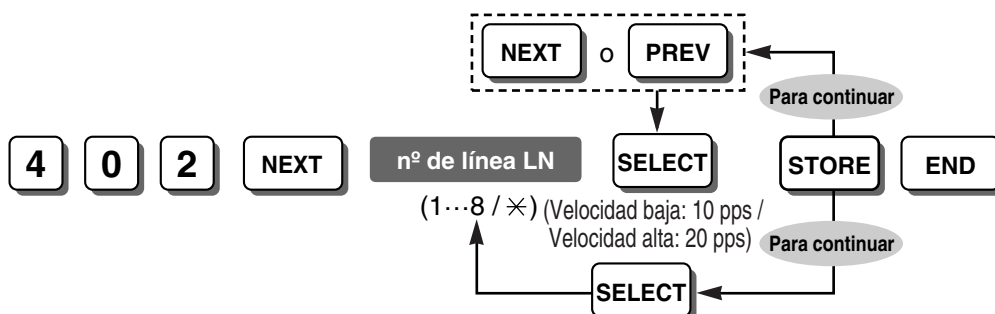 NEXT o PREV
Para continuar
4 0 2 NEXT nº de línea LN SELECT STORE END
(1···8 / ✳) (Velocidad baja: 10 pps /
Velocidad alta: 20 pps)
Para continuar
SELECT